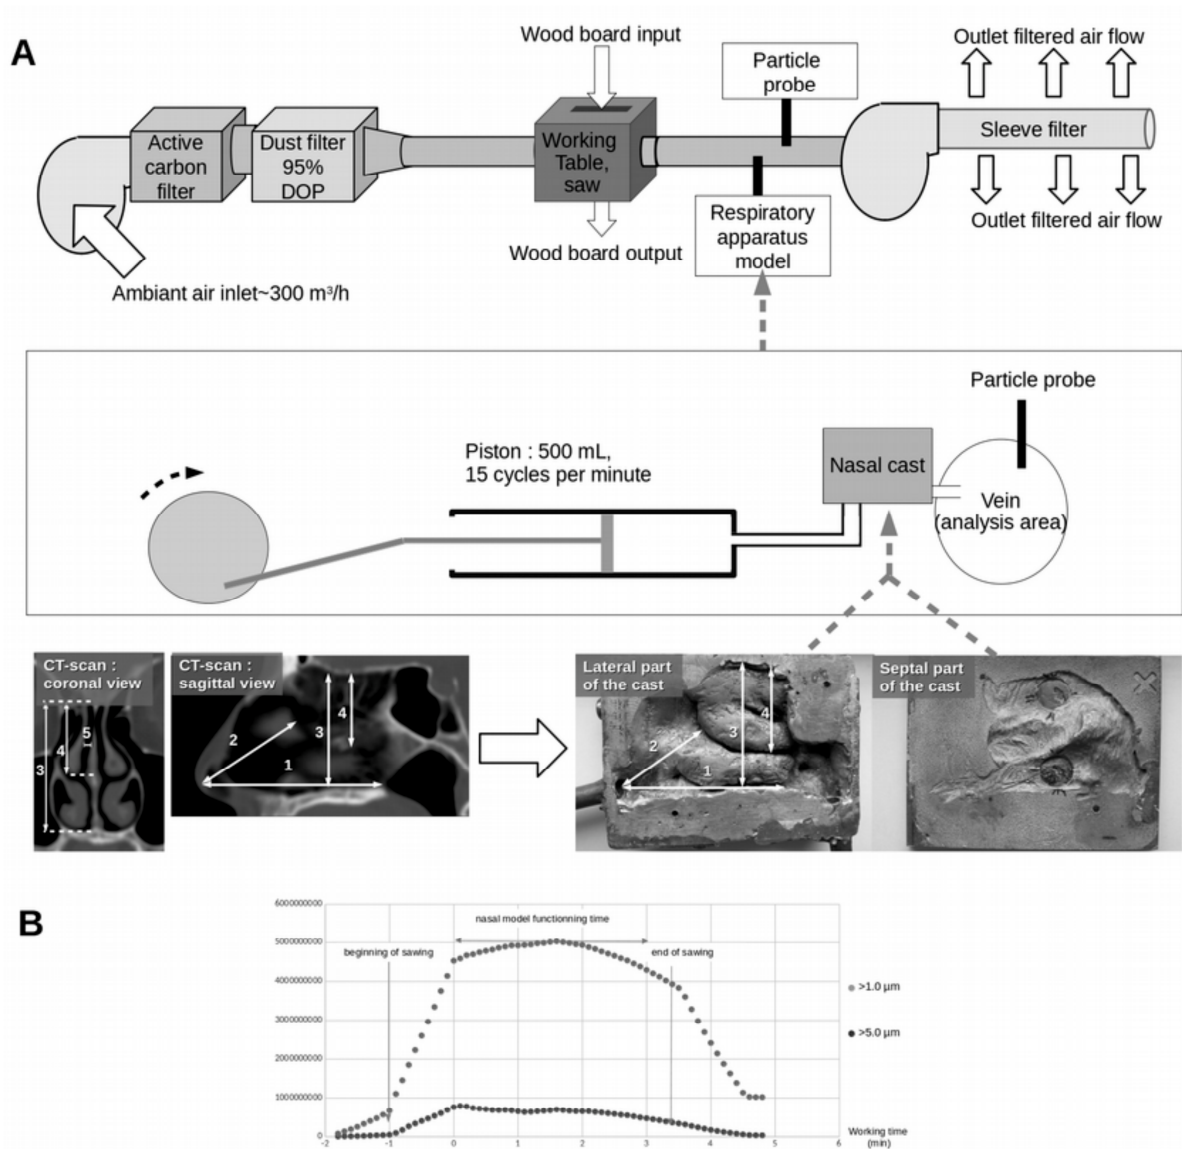 A
Wood board input
Particle
probe
Outlet filtered air flow
Active
carbon
filter
Dust filter
95%
DOP
Working
Table,
saw
Sleeve filter
Respiratory
apparatus
model
Outlet filtered air flow
Wood board output
Ambiant air inlet~300 m³/h
Particle probe
Piston : 500 mL,
15 cycles per minute
Nasal cast
Vein
(analysis area)
CT-scan :
coronal view
3
4
5
CT-scan :
sagittal view
2
1
3
4
Lateral part
of the cast
2
1
3
4
Septal part
of the cast
B
6000000000
5000000000
4000000000
3000000000
2000000000
1000000000
0
nasal model functionning time
beginning of sawing
end of sawing
>1.0 µm
>5.0 µm
-2
-1
0
1
2
3
4
5
6
Working time
(min)